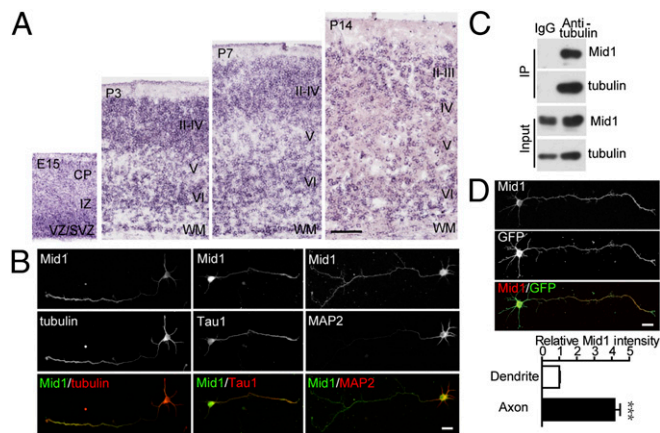 A
E15
CP
IZ
VZ/SVZ
P3
II-IV
V
VI
WM
P7
II-IV
V
VI
WM
P14
II-III
IV
V
VI
WM
B
Mid1
Mid1
Mid1
tubulin
Tau1
MAP2
Mid1/tubulin
Mid1/Tau1
Mid1/MAP2
C
IgG
Anti-
tubulin
IP
Mid1
tubulin
Input
Mid1
tubulin
D
Mid1
GFP
Mid1/GFP
Relative Mid1 intensity
0 1 2 3 4 5
Dendrite
Axon
***